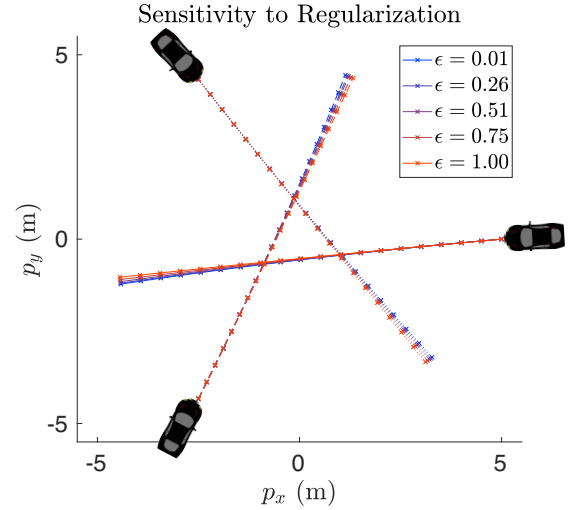 Sensitivity to Regularization
5
0
-5
p_y (m)
ϵ = 0.01
ϵ = 0.26
ϵ = 0.51
ϵ = 0.75
ϵ = 1.00
-5
0
5
p_x (m)